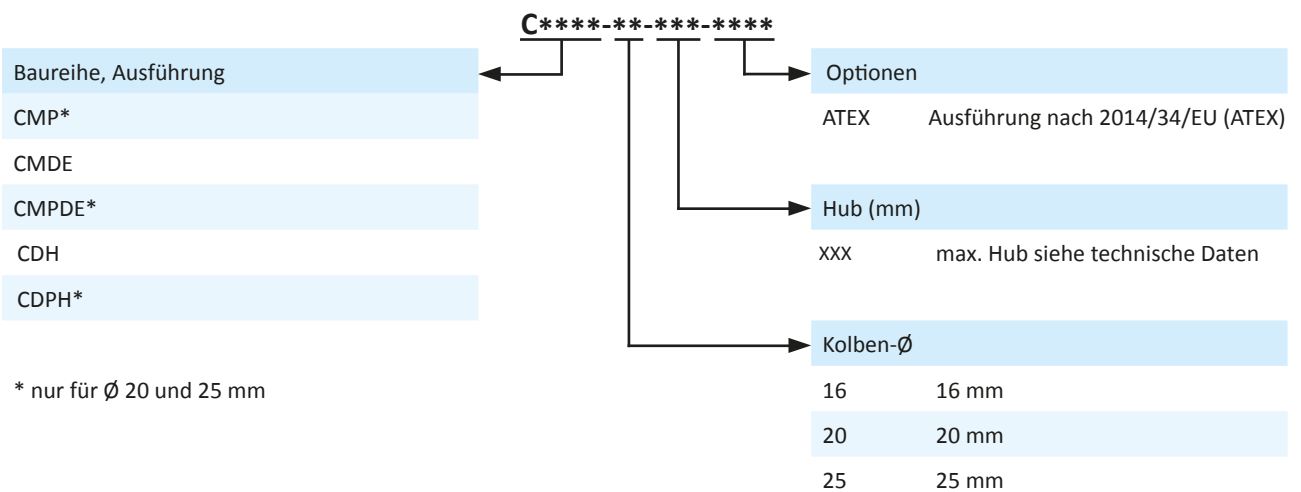 C****-**-***-****
Baureihe, Ausführung
CMP*
CMDE
CMPDE*
CDH
CDPH*
* nur für Ø 20 und 25 mm
Optionen
ATEX Ausführung nach 2014/34/EU (ATEX)
Hub (mm)
XXX max. Hub siehe technische Daten
Kolben-Ø
16 16 mm
20 20 mm
25 25 mm